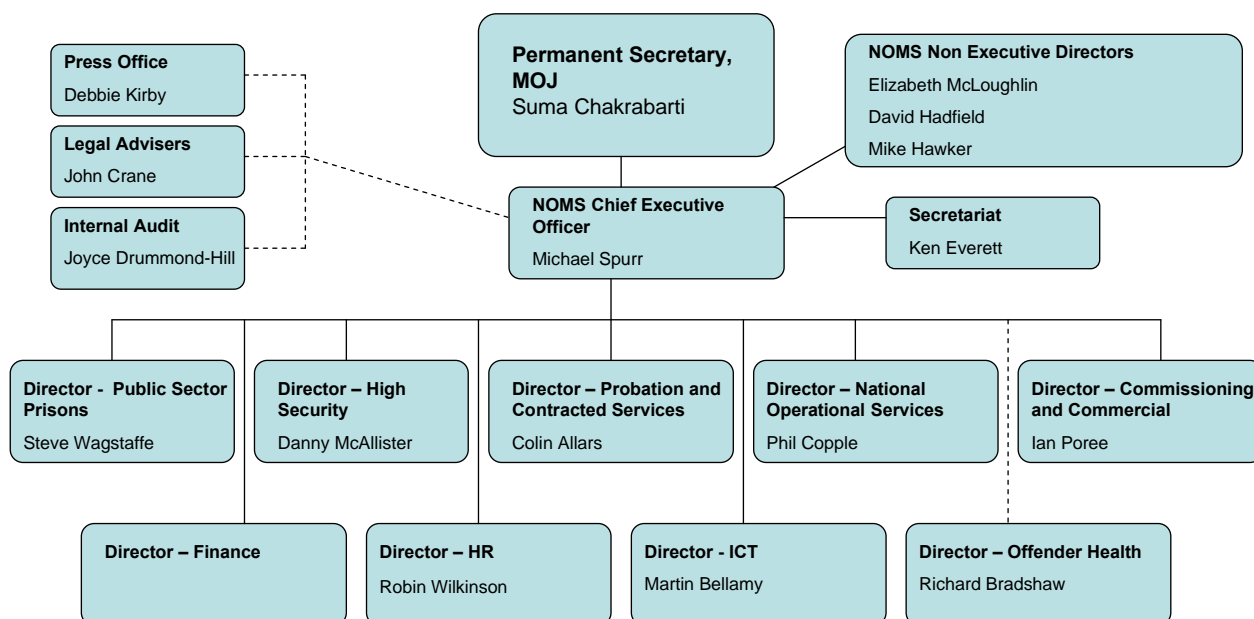 Press Office
Debbie Kirby
Legal Advisers
John Crane
Internal Audit
Joyce Drummond-Hill
Permanent Secretary,
MOJ
Suma Chakrabarti
NOMS Non Executive Directors
Elizabeth McLoughlin
David Hadfield
Mike Hawker
NOMS Chief Executive
Officer
Michael Spurr
Secretariat
Ken Everett
Director - Public Sector
Prisons
Steve Wagstaffe
Director – High
Security
Danny McAllister
Director – Probation and
Contracted Services
Colin Allars
Director – National
Operational Services
Phil Copple
Director – Commissioning
and Commercial
Ian Poree
Director – Finance
Director – HR
Robin Wilkinson
Director - ICT
Martin Bellamy
Director – Offender Health
Richard Bradshaw